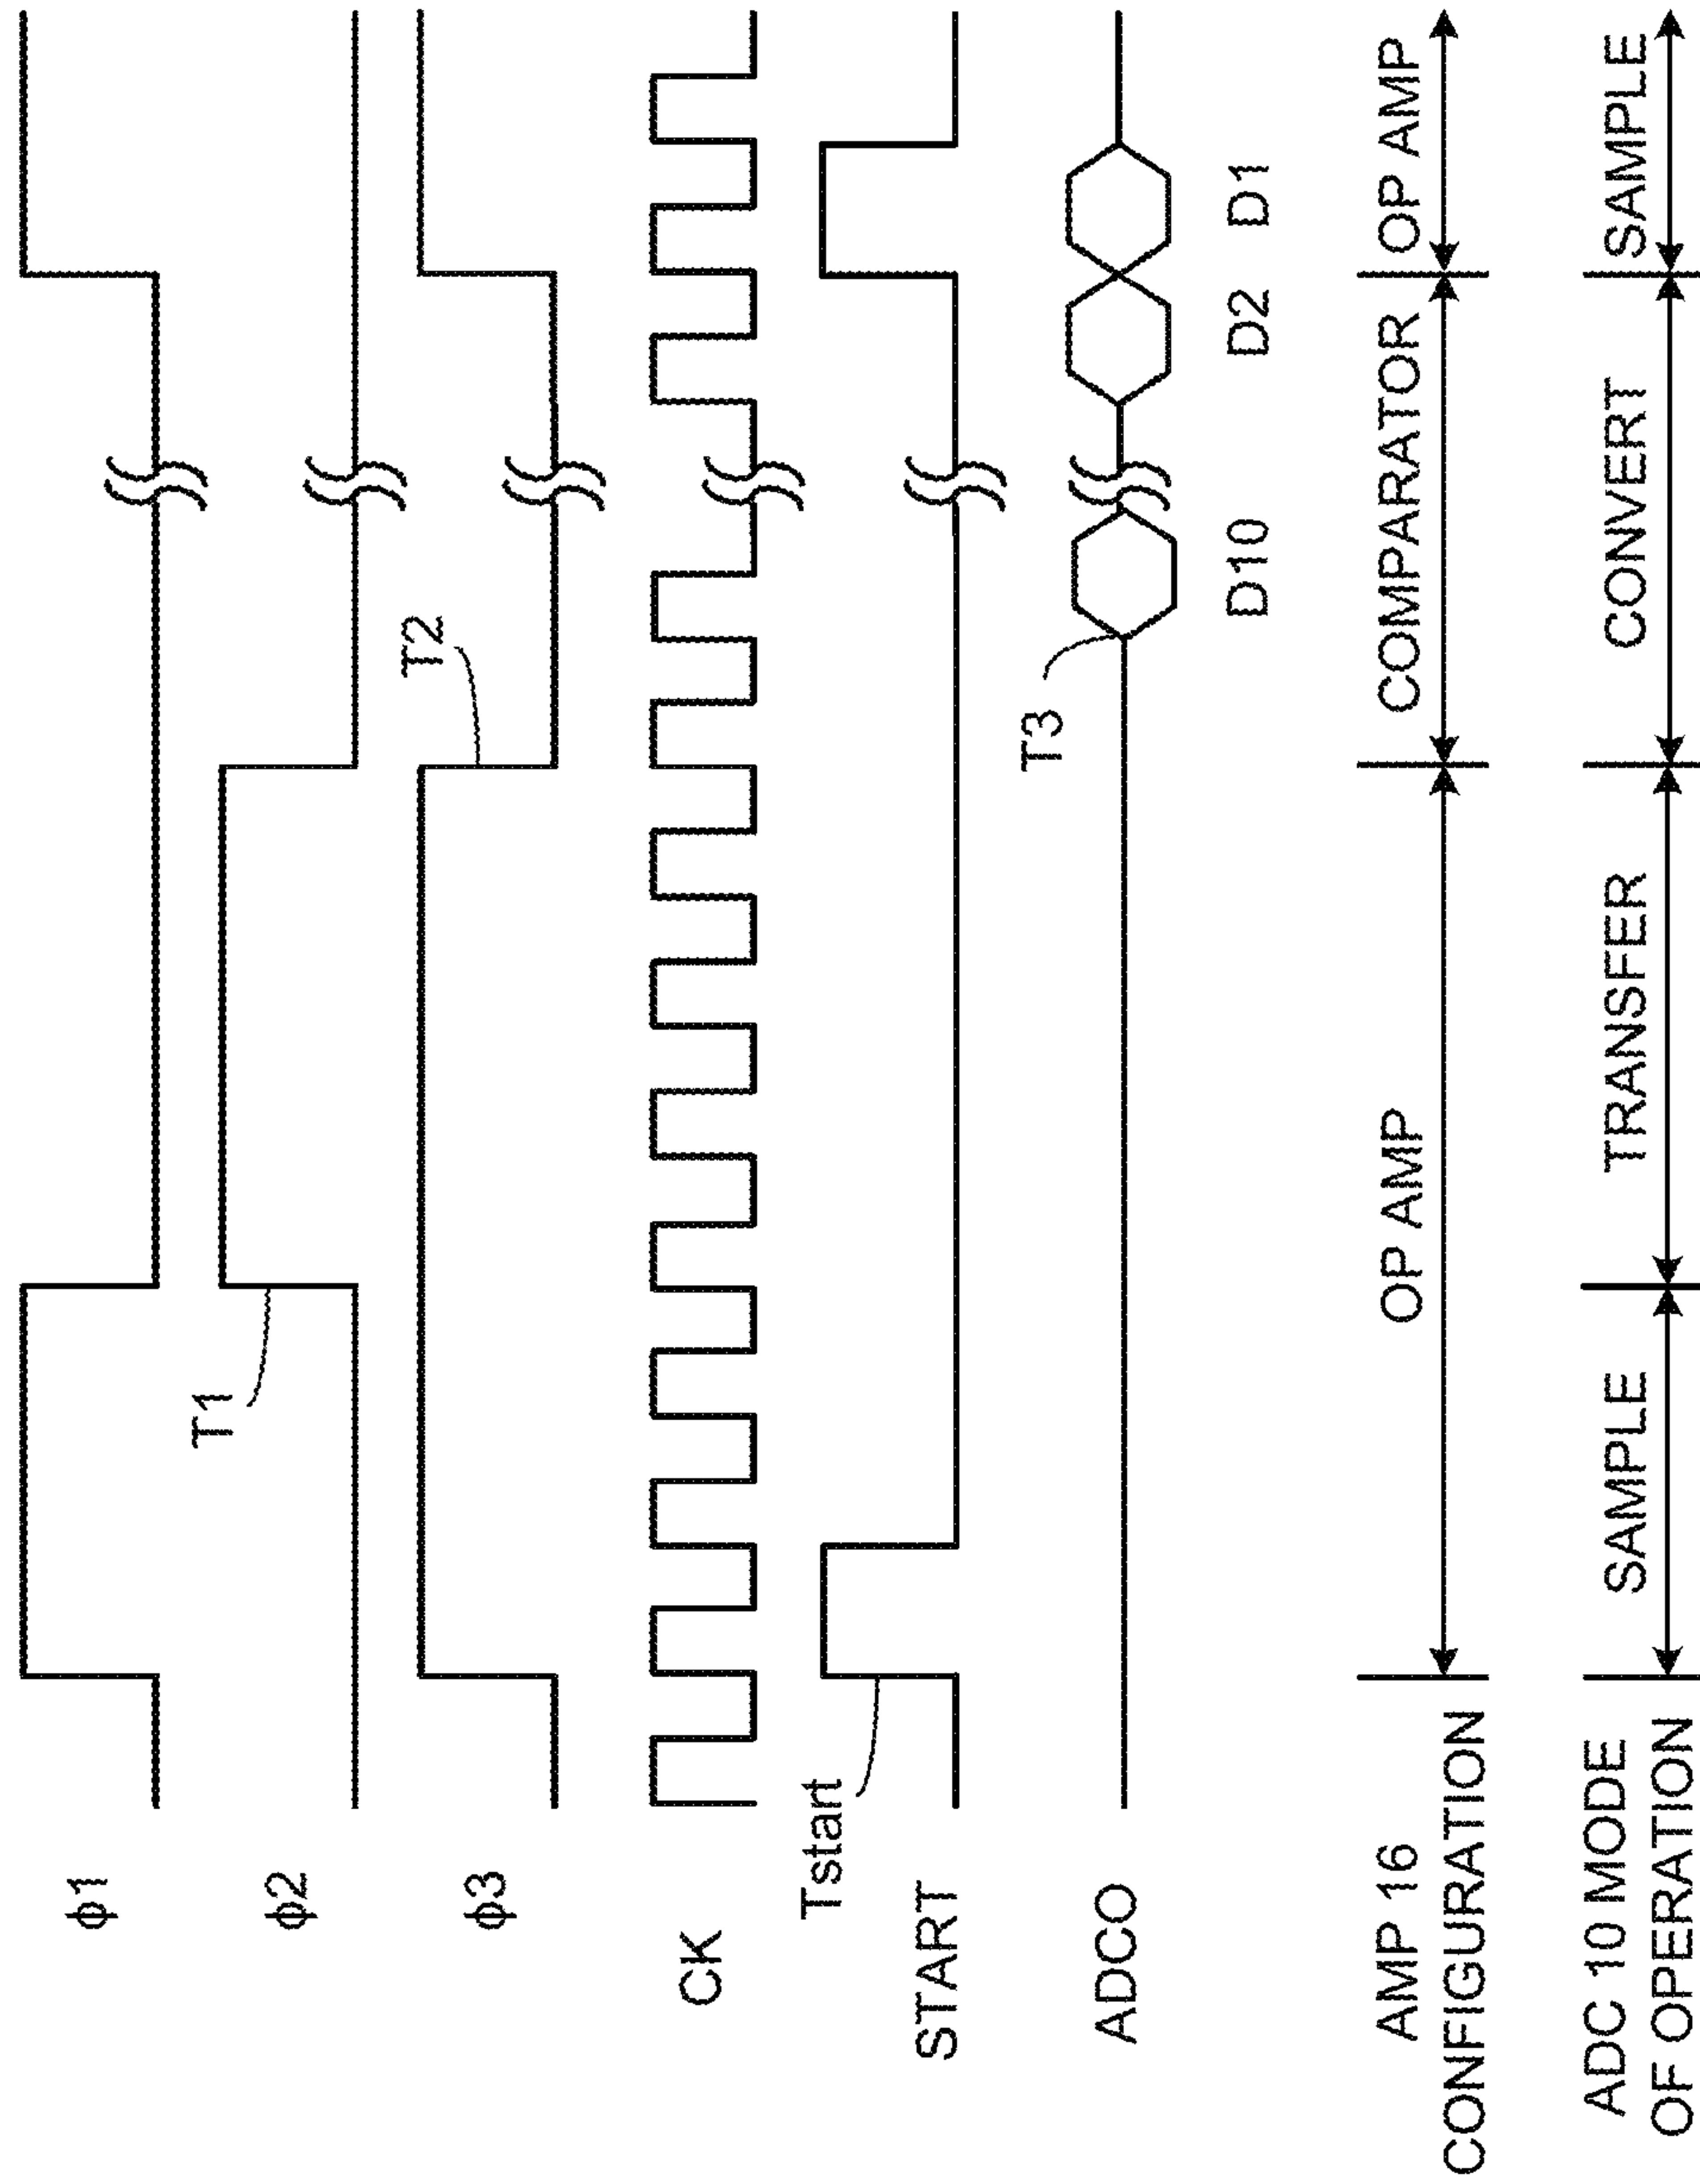 ϕ1
ϕ2
T1
ϕ3
T2
CK
Tstart
START
ADCO
T3
D10
D2
D1
AMP 16
CONFIGURATION
OP AMP
COMPARATOR
OP AMP
ADC 10 MODE
OF OPERATION
SAMPLE
TRANSFER
CONVERT
SAMPLE